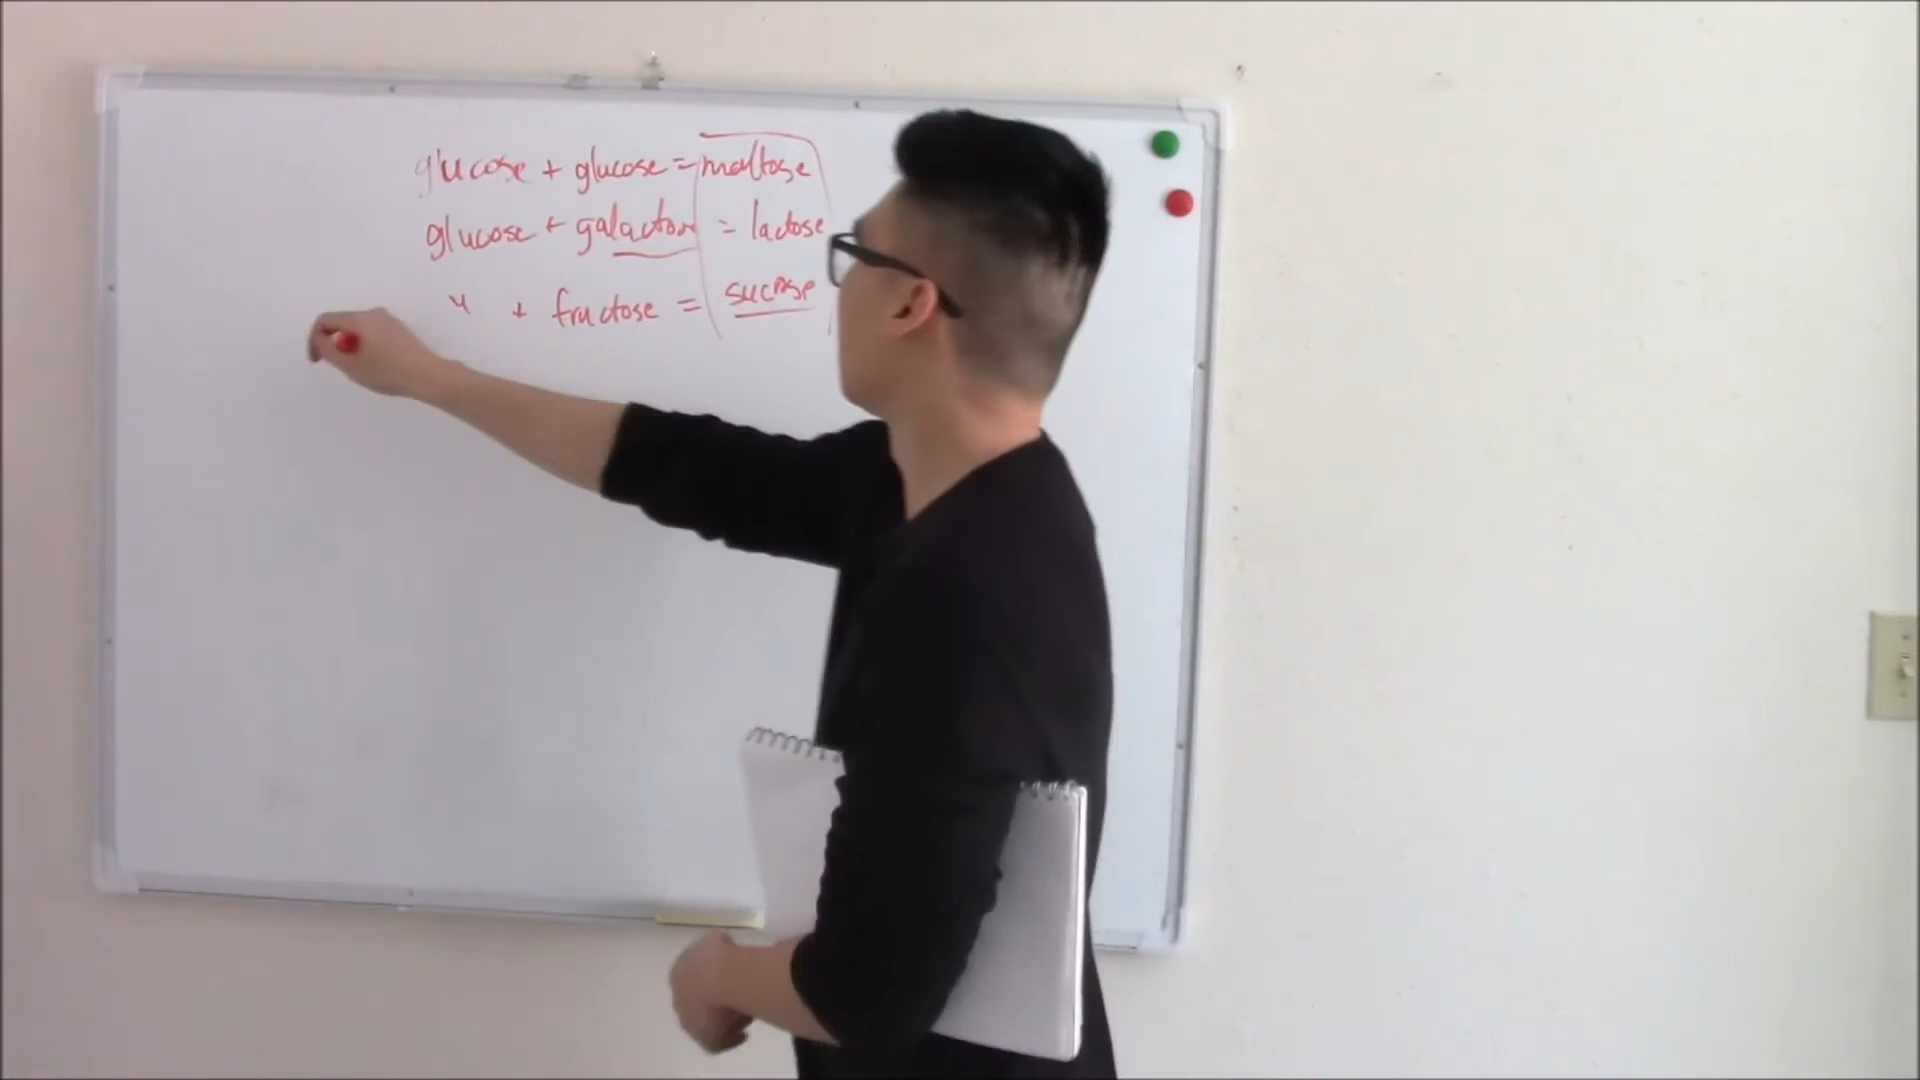 glucose + glucose = maltose
glucose + galactose = lactose
" + fructose = sucrose